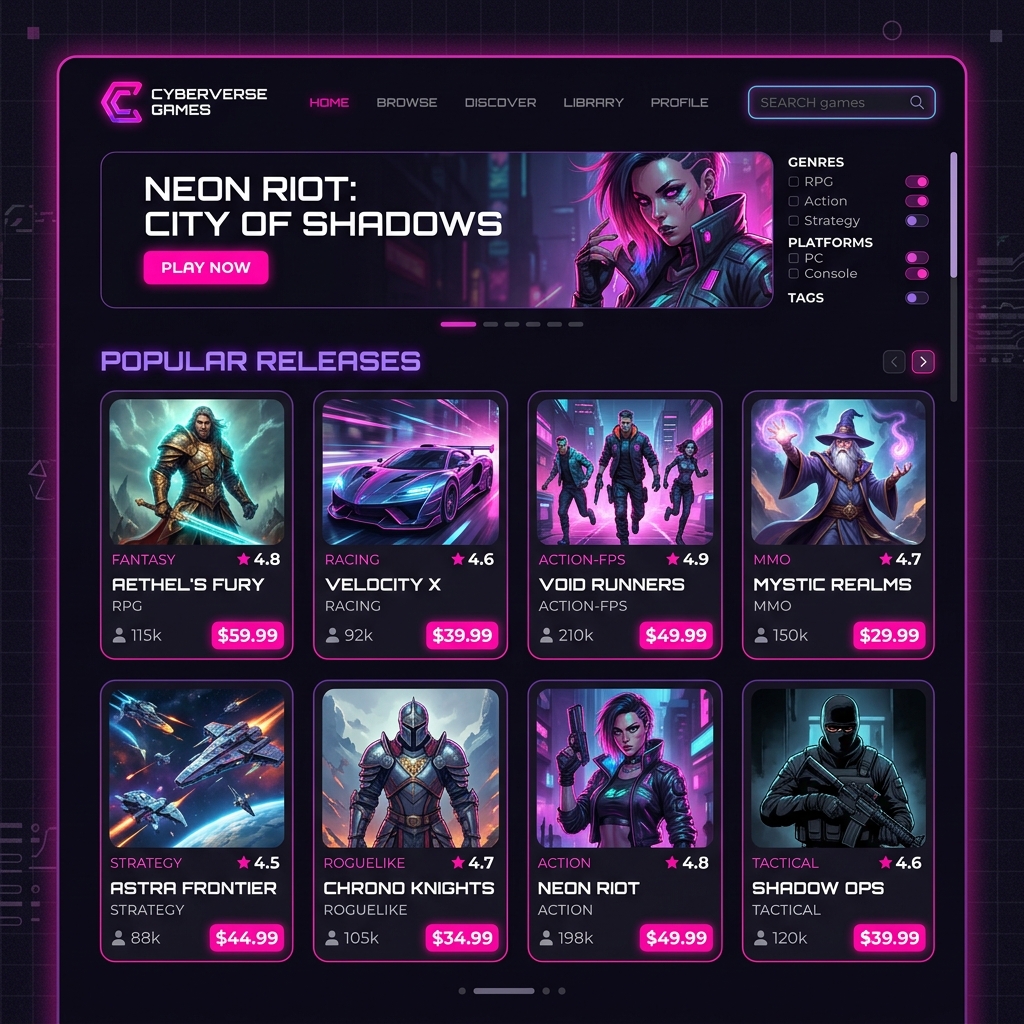 CYBERVERSE
GAMES
HOME
BROWSE
DISCOVER
LIBRARY
PROFILE
SEARCH games
NEON RIOT:
CITY OF SHADOWS
PLAY NOW
GENRES
RPG
Action
Strategy
PLATFORMS
PC
Console
TAGS
POPULAR RELEASES
FANTASY 4.8
AETHEL'S FURY
RPG
115k $59.99
RACING 4.6
VELOCITY X
RACING
92k $39.99
ACTION-FPS 4.9
VOID RUNNERS
ACTION-FPS
210k $49.99
MMO 4.7
MYSTIC REALMS
MMO
150k $29.99
STRATEGY 4.5
ASTRA FRONTIER
STRATEGY
88k $44.99
ROGUELIKE 4.7
CHRONO KNIGHTS
ROGUELIKE
105k $34.99
ACTION 4.8
NEON RIOT
ACTION
198k $49.99
TACTICAL 4.6
SHADOW OPS
TACTICAL
120k $39.99